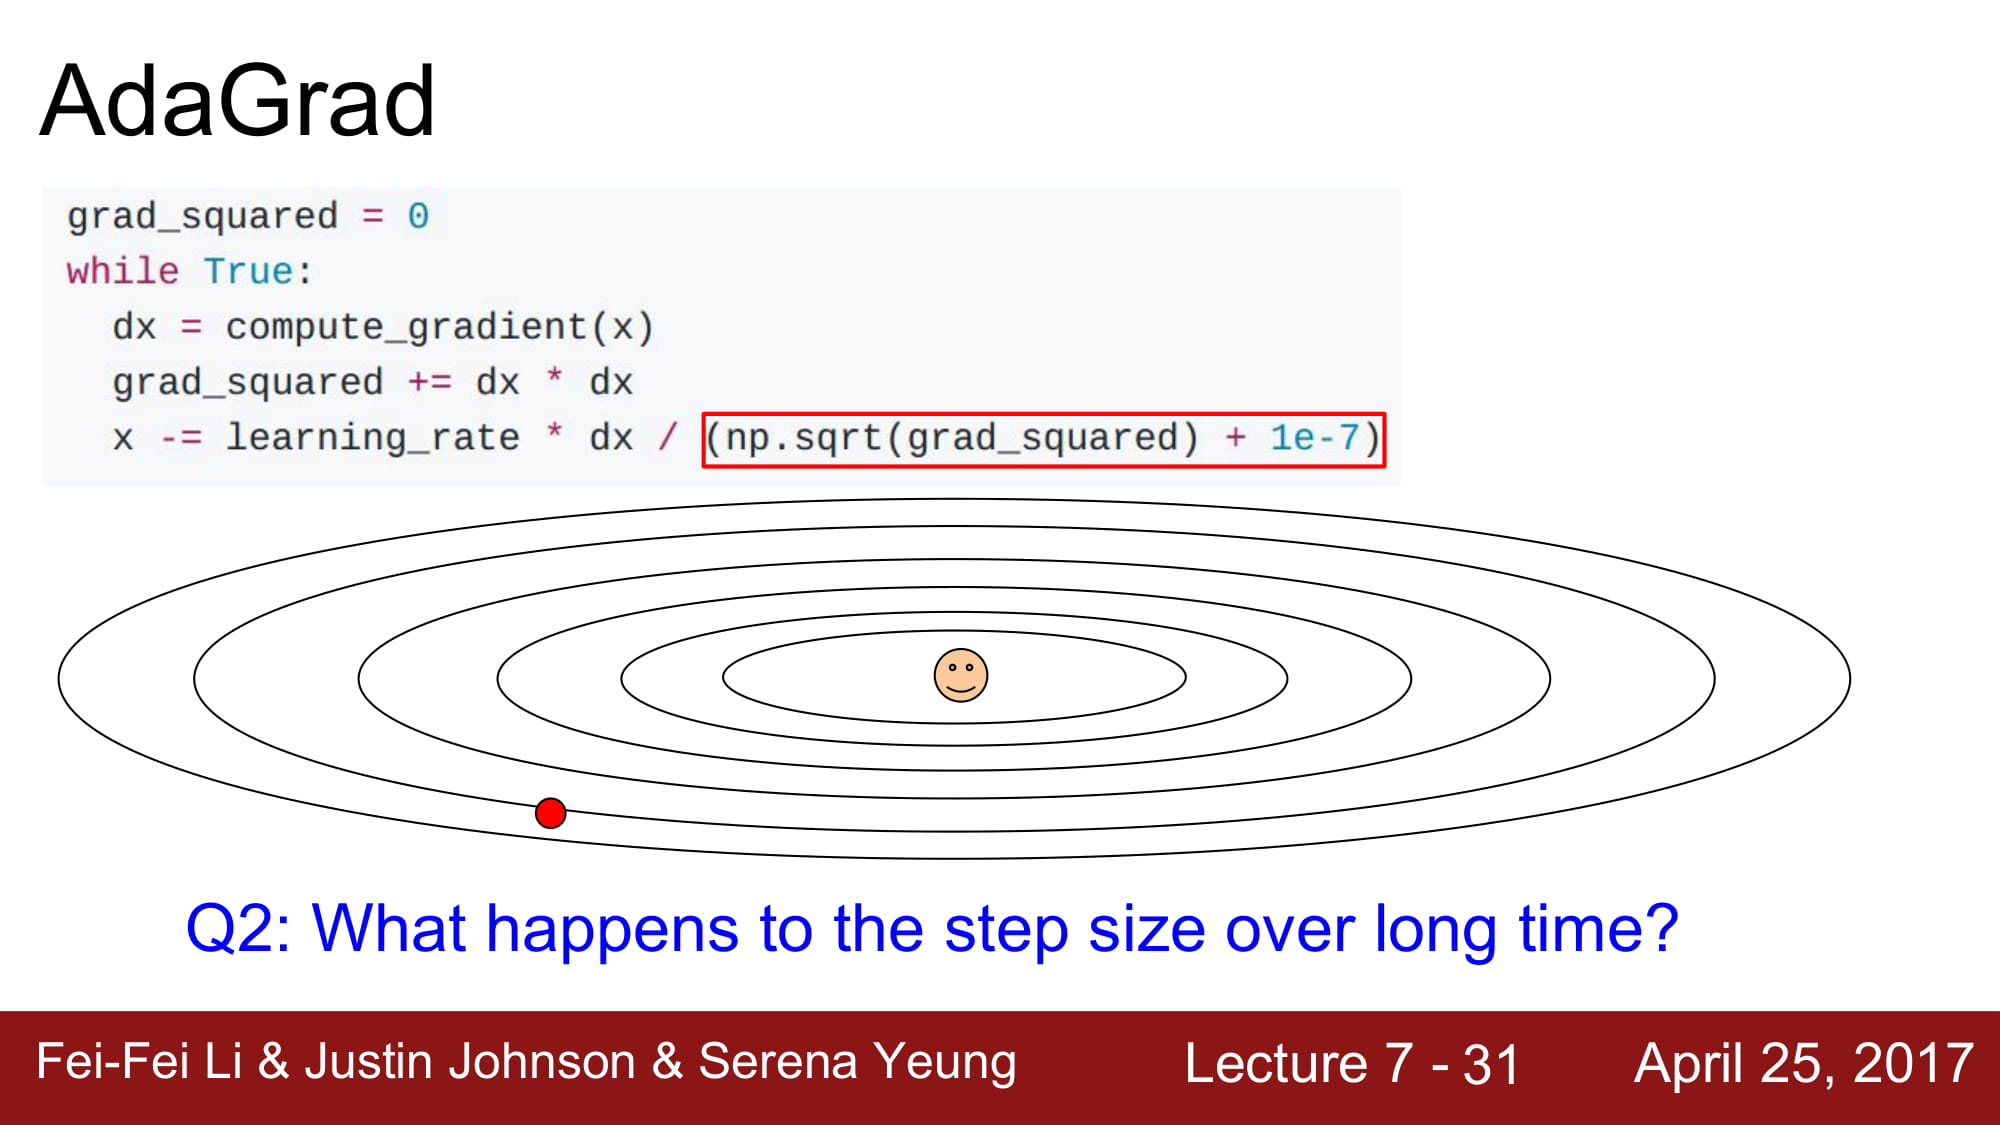 AdaGrad
grad_squared = 0
while True:
  dx = compute_gradient(x)
  grad_squared += dx * dx
  x -= learning_rate * dx / (np.sqrt(grad_squared) + 1e-7)
Q2: What happens to the step size over long time?
Fei-Fei Li & Justin Johnson & Serena Yeung
Lecture 7 - 31
April 25, 2017